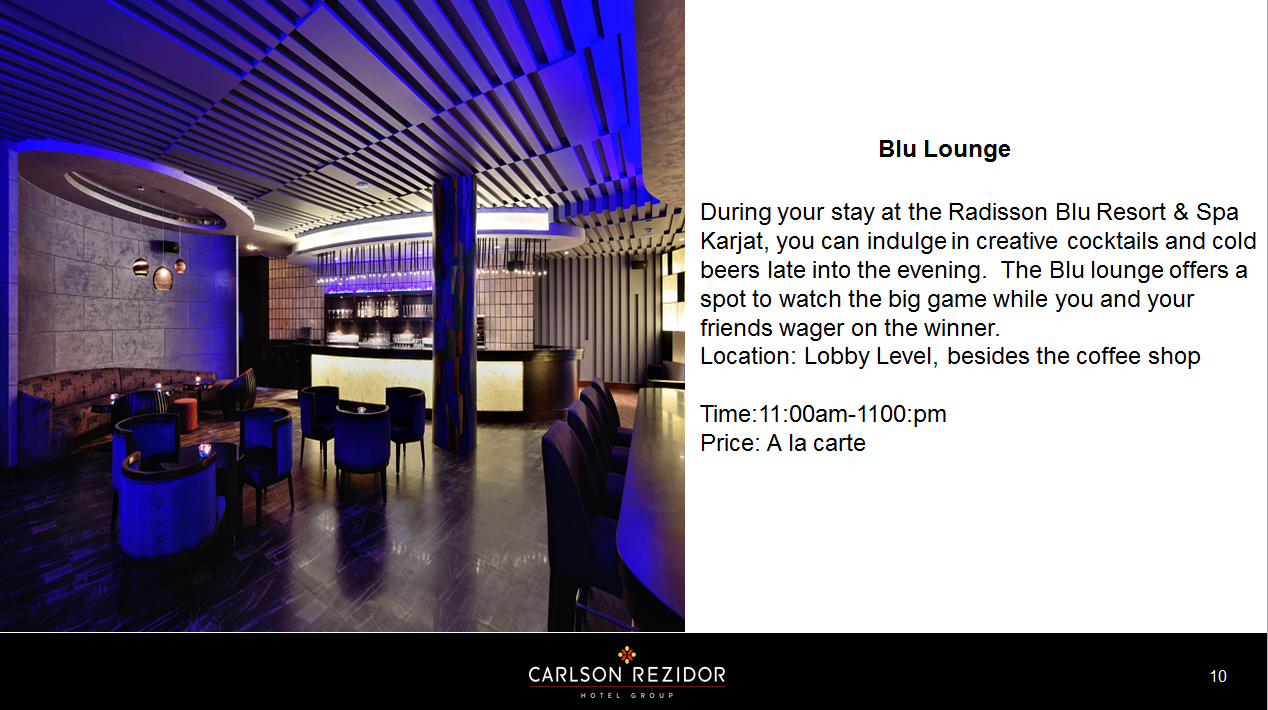 Blu Lounge
During your stay at the Radisson Blu Resort & Spa
Karjat, you can indulge in creative cocktails and cold
beers late into the evening.  The Blu lounge offers a
spot to watch the big game while you and your
friends wager on the winner.
Location: Lobby Level, besides the coffee shop
Time:11:00am-1100:pm
Price: A la carte
CARLSON REZIDOR
HOTEL GROUP
10